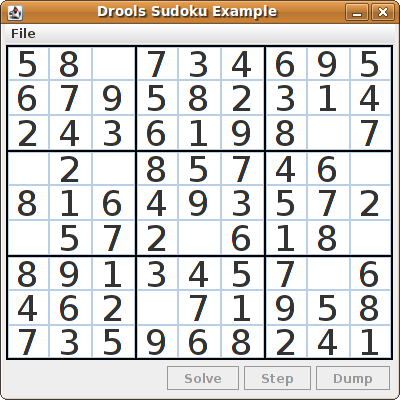 Drools Sudoku Example
File
5 8 7 3 4 6 9 5
6 7 9 5 8 2 3 1 4
2 4 3 6 1 9 8 7
2 8 5 7 4 6
8 1 6 4 9 3 5 7 2
5 7 2 6 1 8
8 9 1 3 4 5 7 6
4 6 2 7 1 9 5 8
7 3 5 9 6 8 2 4 1
Solve Step Dump